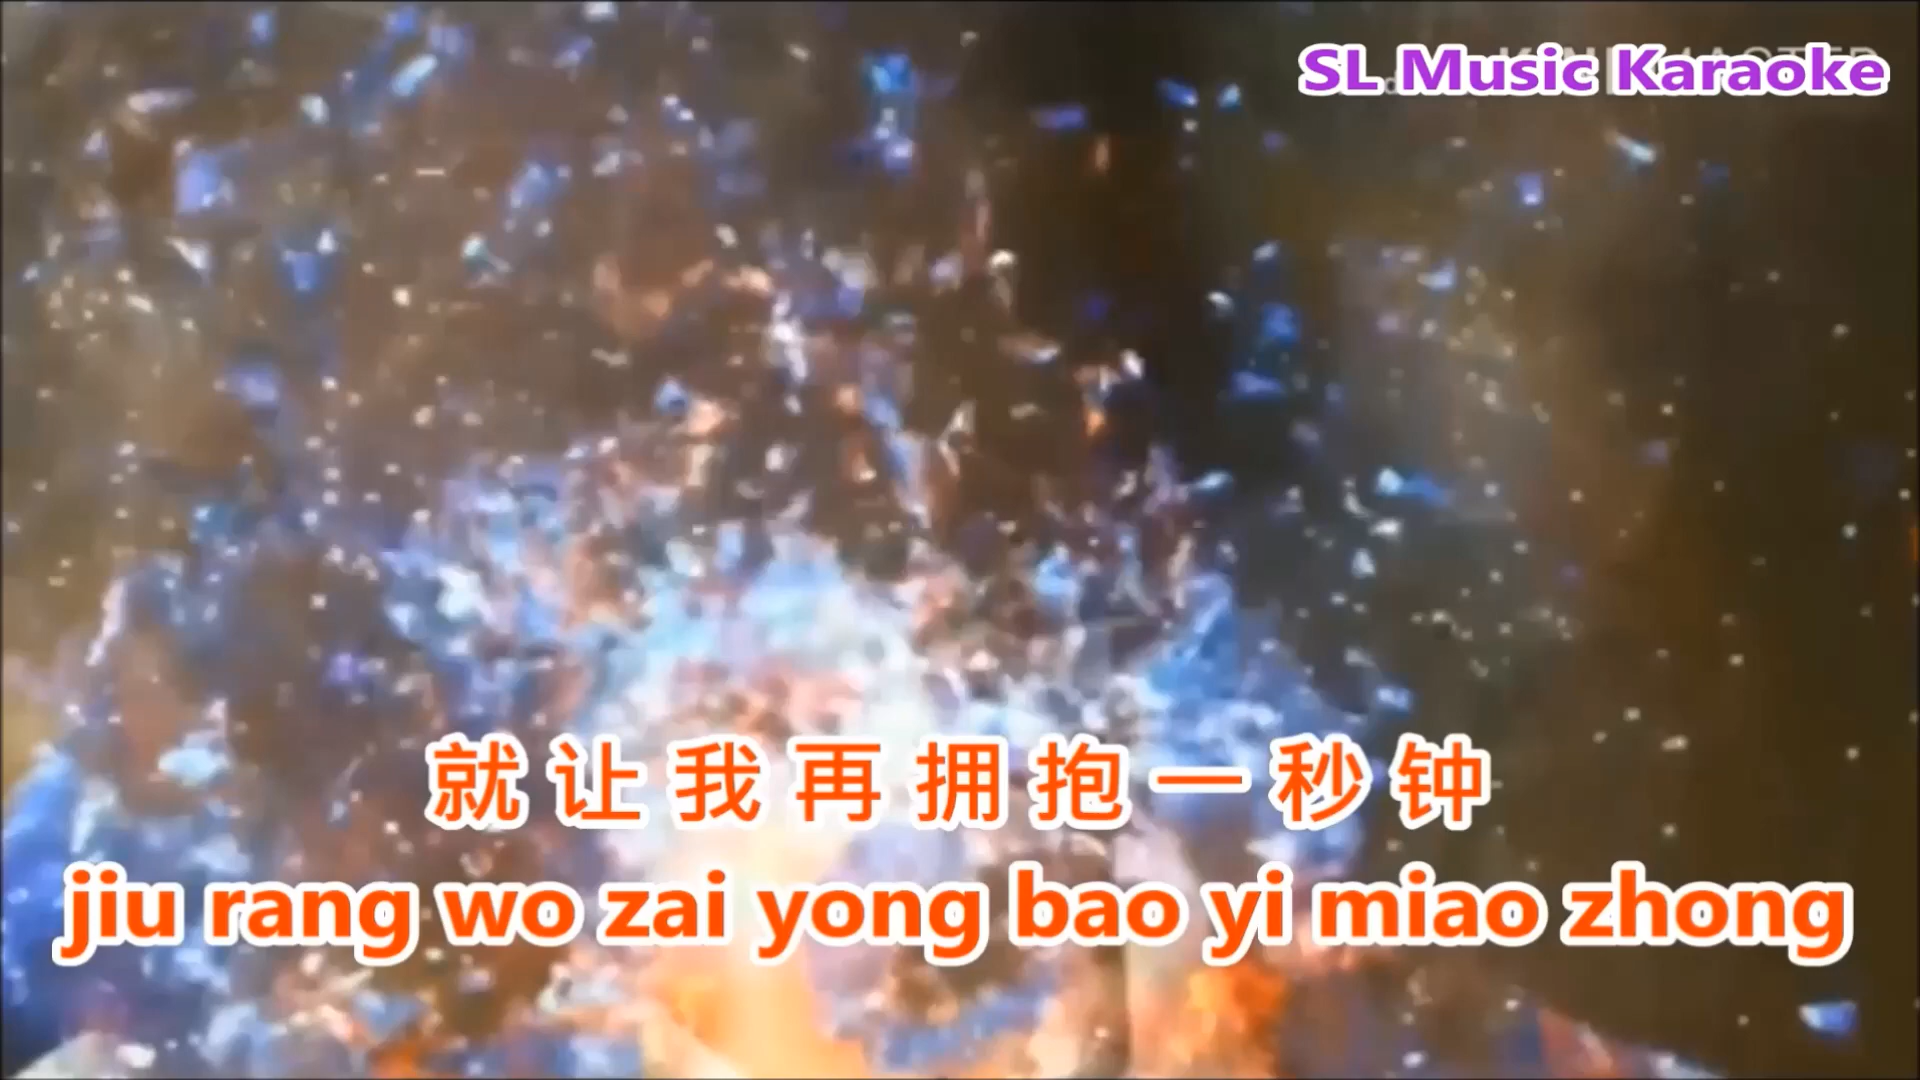 SL Music Karaoke
就让我再拥抱一秒钟
jiu rang wo zai yong bao yi miao zhong